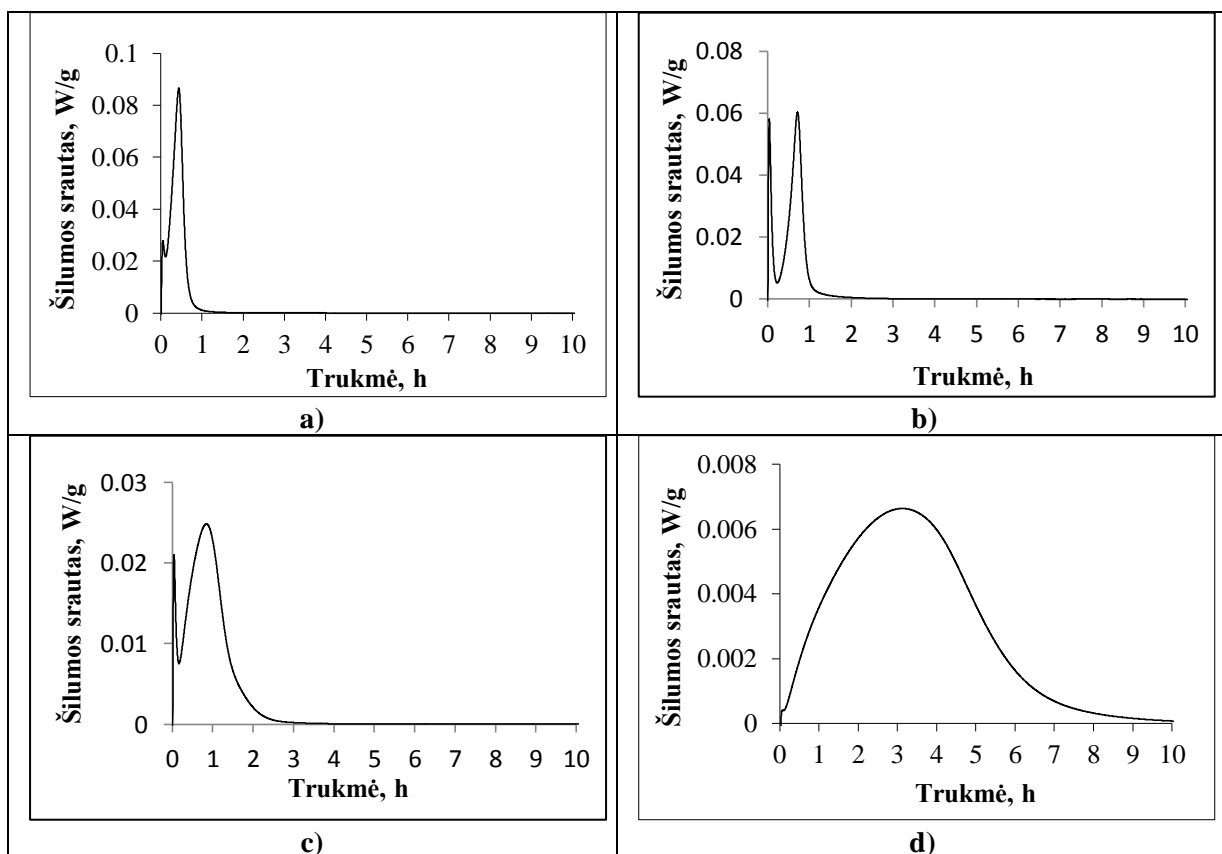 Šilumos srautas, W/g
0.1
0.08
0.06
0.04
0.02
0
0 1 2 3 4 5 6 7 8 9 10
Trukmė, h
a)
Šilumos srautas, W/g
0.08
0.06
0.04
0.02
0
0 1 2 3 4 5 6 7 8 9 10
Trukmė, h
b)
Šilumos srautas, W/g
0.03
0.02
0.01
0
0 1 2 3 4 5 6 7 8 9 10
Trukmė, h
c)
Šilumos srautas, W/g
0.008
0.006
0.004
0.002
0
0 1 2 3 4 5 6 7 8 9 10
Trukmė, h
d)